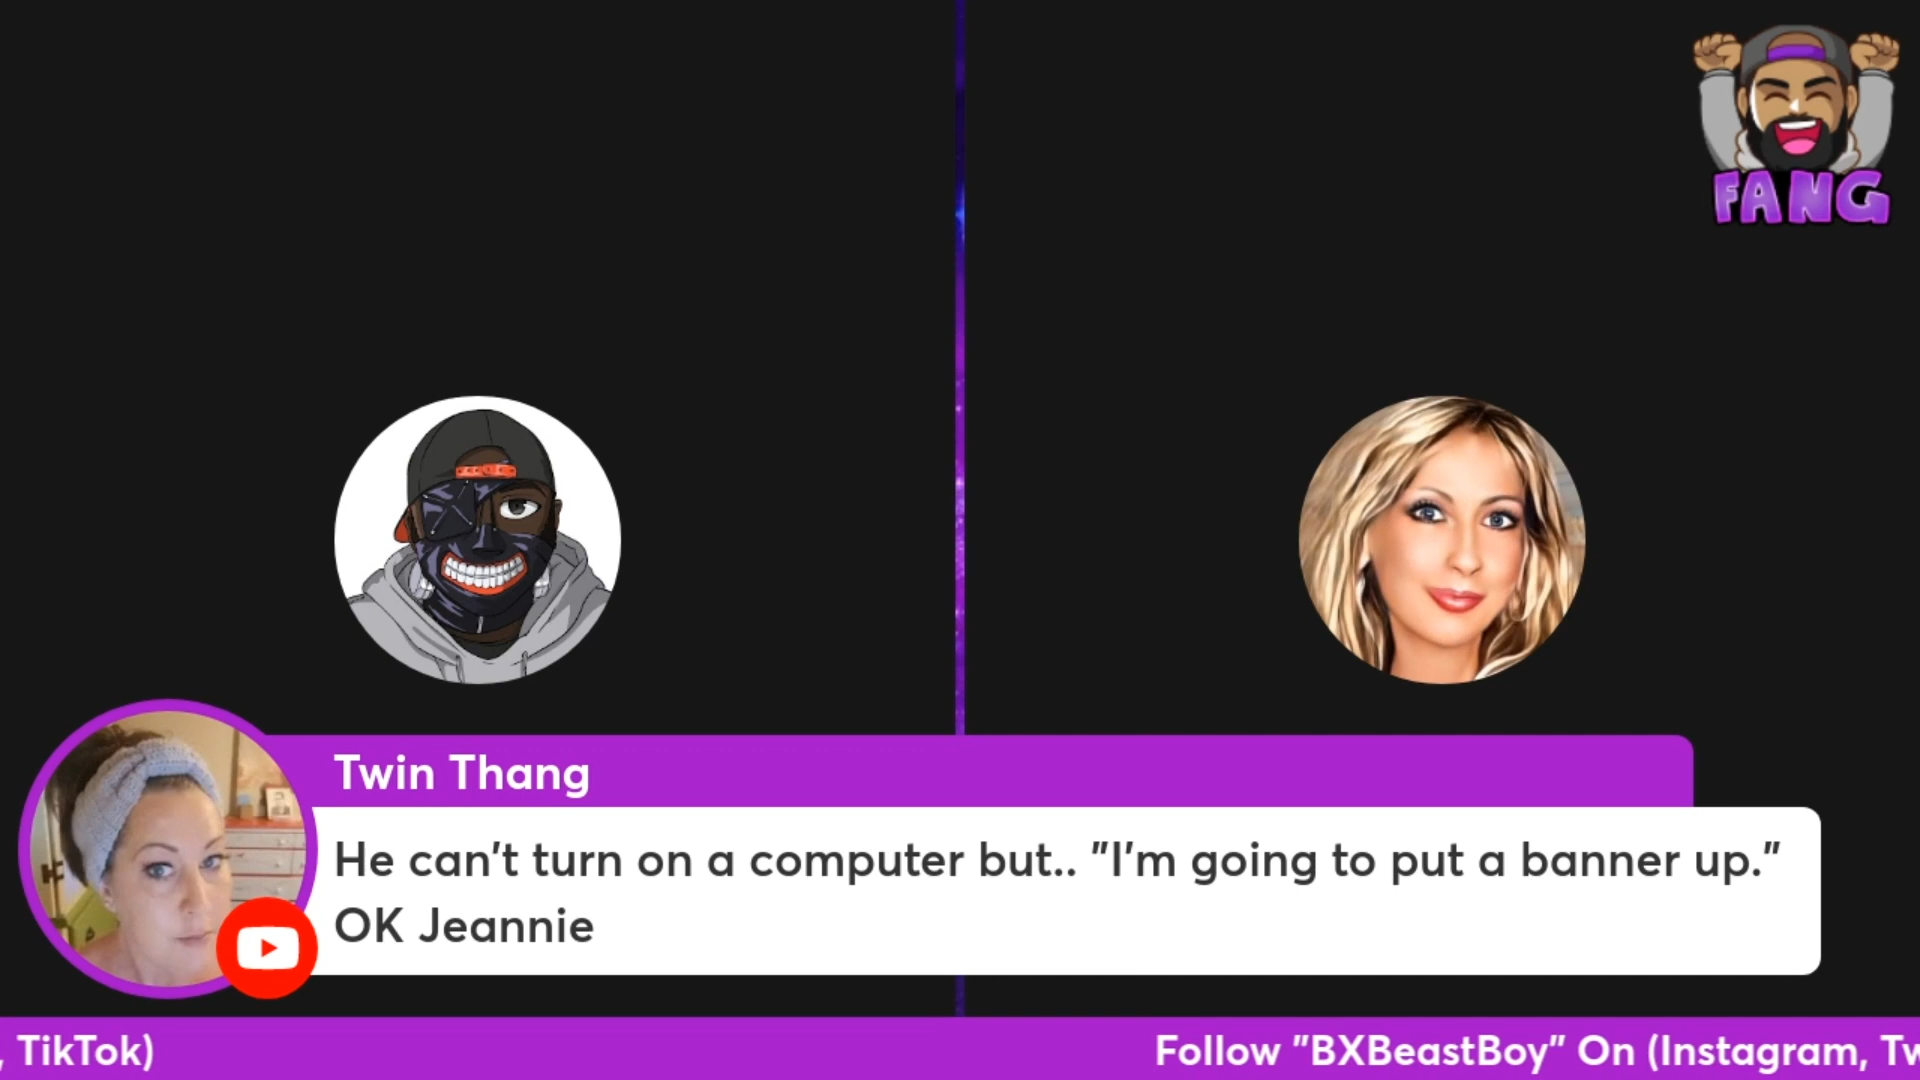 FANG
Twin Thang
He can't turn on a computer but.. "I'm going to put a banner up."
OK Jeannie
, TikTok)
Follow "BXBeastBoy" On (Instagram, Tw